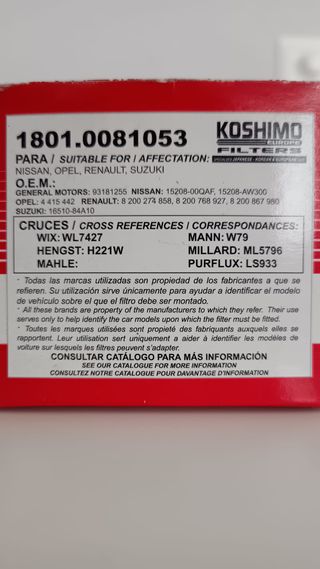 KOSHIMO
EUROPE
FILTERS
1801.0081053
PARA / SUITABLE FOR / AFFECTATION:
NISSAN, OPEL, RENAULT, SUZUKI
O.E.M.:
GENERAL MOTORS: 93181255 NISSAN: 15208-00QAF, 15208-AW300
OPEL: 4 415 442 RENAULT: 8 200 274 858, 8 200 768 927, 8 200 867 980
SUZUKI: 16510-84A10
CRUCES / CROSS REFERENCES / CORRESPONDANCES:
WIX: WL7427 MANN: W79
HENGST: H221W MILLARD: ML5796
MAHLE: PURFLUX: LS933
* Todas las marcas utilizadas son propiedad de los fabricantes a que se
refieren. Su utilización sirve únicamente para ayudar a identificar el modelo
de vehículo sobre el que el filtro debe ser montado.
* All these brands are property of the manufacturers to which they refer. Their use
serves only to help identify the car models upon which the filter must be fitted.
* Toutes les marques utilisées sont propieté des fabriquants auxquels elles se
rapportent. Leur utilisation sert uniquement a aider à identifier les modèles de
voiture sur lesquels les filtres peuvent s'adapter.
CONSULTAR CATÁLOGO PARA MÁS INFORMACIÓN
SEE OUR CATALOGUE FOR MORE INFORMATION
CONSULTEZ NOTRE CATALOGUE POUR DAVANTAGE D'INFORMATION